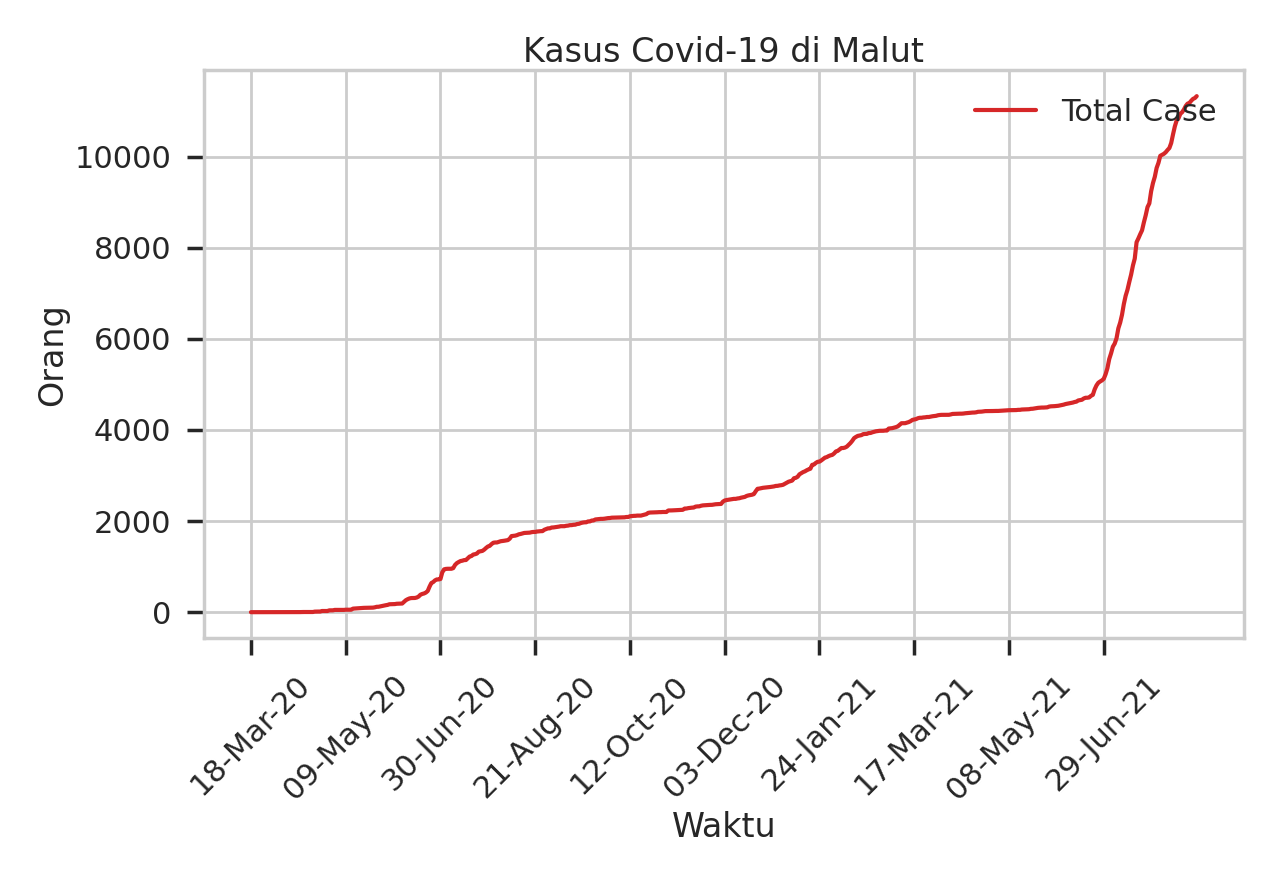 Kasus Covid-19 di Malut
Total Case
Orang
10000
8000
6000
4000
2000
0
18-Mar-20
09-May-20
30-Jun-20
21-Aug-20
12-Oct-20
03-Dec-20
24-Jan-21
17-Mar-21
08-May-21
29-Jun-21
Waktu